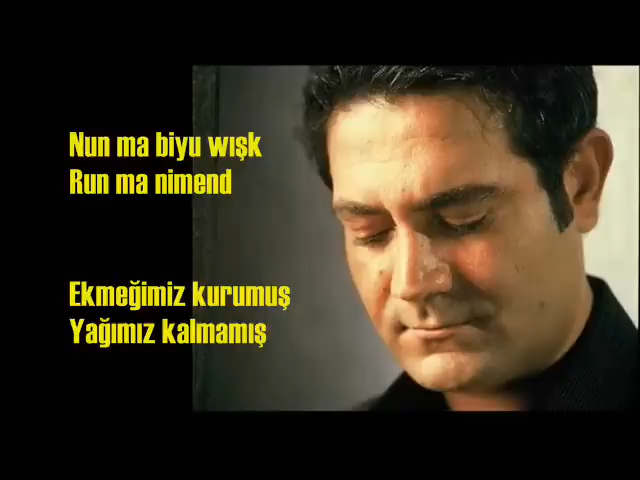 Nun ma biyu wışk
Run ma nimend
Ekmeğimiz kurumuş
Yağımız kalmamış